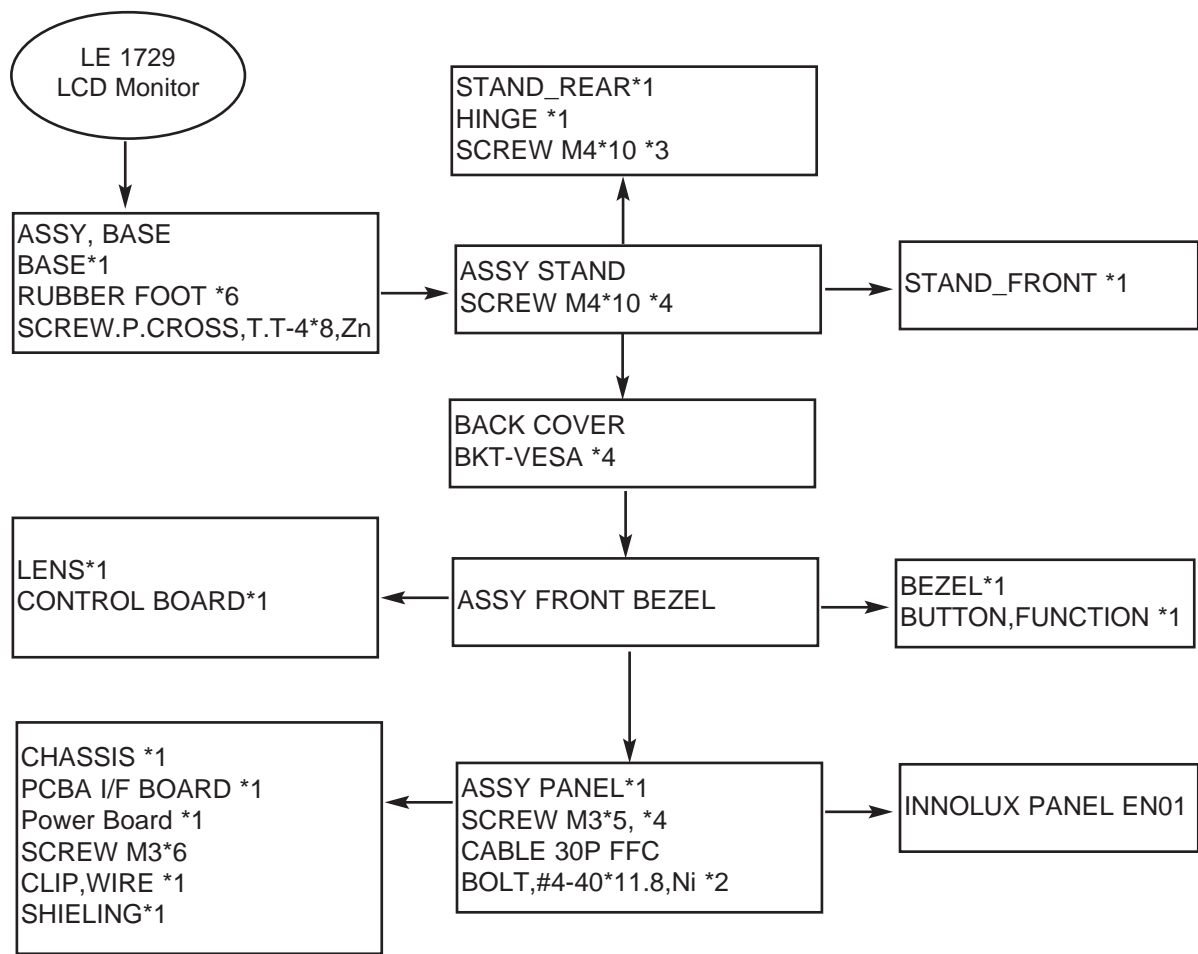 LE 1729
LCD Monitor
STAND_REAR*1
HINGE *1
SCREW M4*10 *3
ASSY, BASE
BASE*1
RUBBER FOOT *6
SCREW.P.CROSS,T.T-4*8,Zn
ASSY STAND
SCREW M4*10 *4
STAND_FRONT *1
BACK COVER
BKT-VESA *4
LENS*1
CONTROL BOARD*1
ASSY FRONT BEZEL
BEZEL*1
BUTTON,FUNCTION *1
CHASSIS *1
PCBA I/F BOARD *1
Power Board *1
SCREW M3*6
CLIP,WIRE *1
SHIELING*1
ASSY PANEL*1
SCREW M3*5, *4
CABLE 30P FFC
BOLT,#4-40*11.8,Ni *2
INNOLUX PANEL EN01